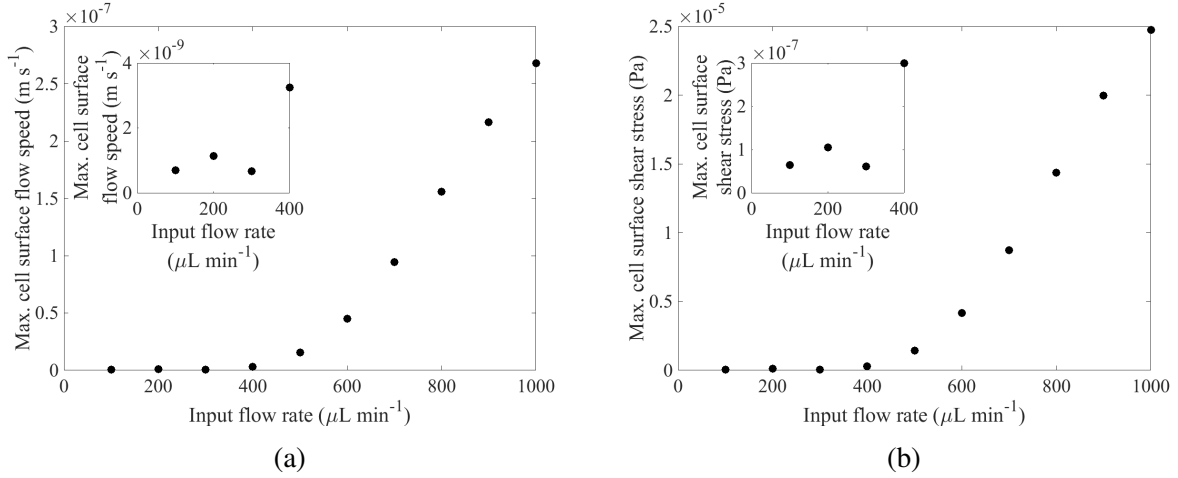 ×10-7
3
2.5
2
1.5
1
0.5
0
Max. cell surface flow speed (m s-1)
0 200 400 600 800 1000
Input flow rate (μL min-1)
×10-9
4
2
0
Max. cell surface
flow speed (m s-1)
0 200 400
Input flow rate
(μL min-1)
(a)
×10-5
2.5
2
1.5
1
0.5
0
Max. cell surface shear stress (Pa)
0 200 400 600 800 1000
Input flow rate (μL min-1)
×10-7
3
2
1
0
Max. cell surface
shear stress (Pa)
0 200 400
Input flow rate
(μL min-1)
(b)